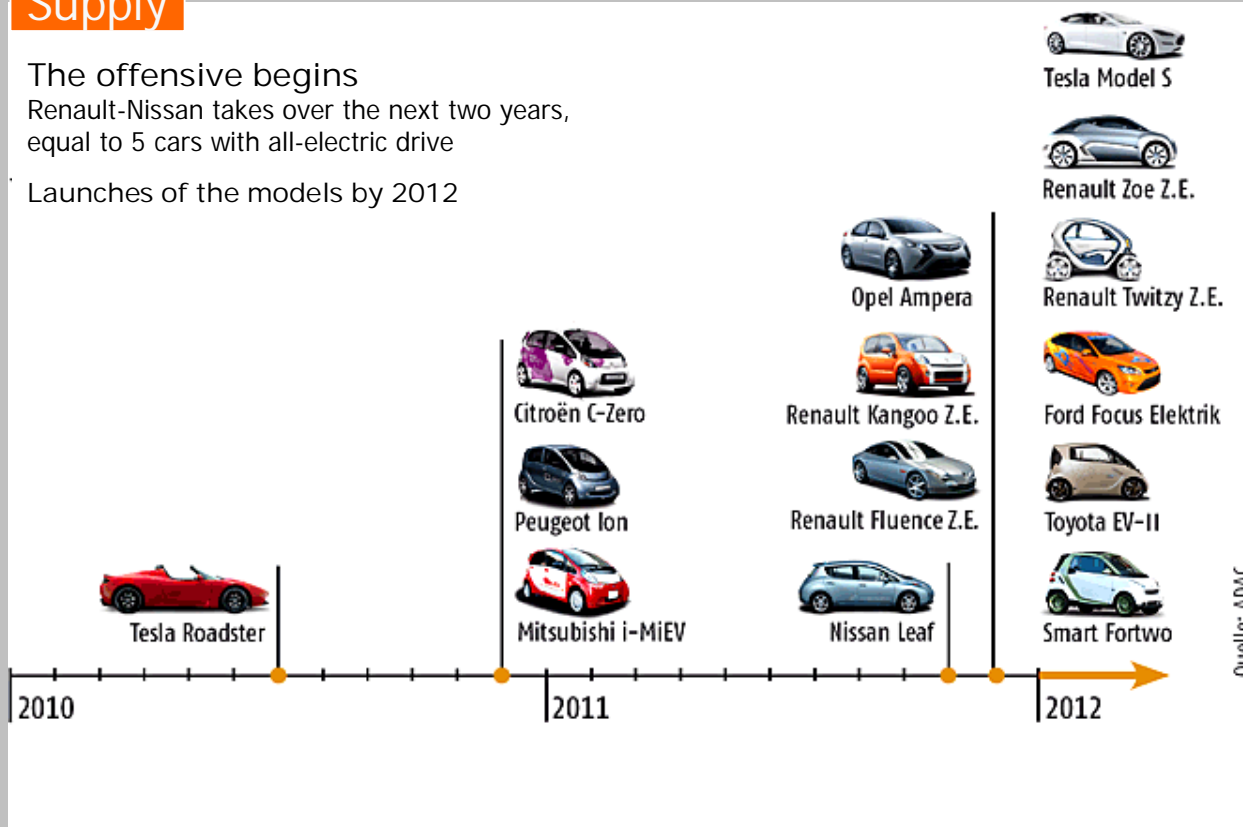 Supply
The offensive begins
Renault-Nissan takes over the next two years,
equal to 5 cars with all-electric drive
Launches of the models by 2012
Tesla Model S
Renault Zoe Z.E.
Opel Ampera
Renault Twitzy Z.E.
Citroën C-Zero
Renault Kangoo Z.E.
Ford Focus Elektrik
Peugeot Ion
Renault Fluence Z.E.
Toyota EV-II
Tesla Roadster
Mitsubishi i-MiEV
Nissan Leaf
Smart Fortwo
Quelle: ADAC
2010
2011
2012